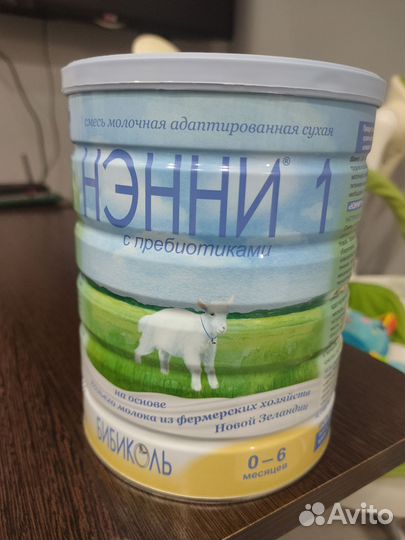 смесь молочная адаптированная сухая
НЭННИ® 1
с пребиотиками
на основе
молока из фермерских хозяйств
Новой Зеландии
БИБИКОЛЬ
0–6
месяцев
Avito